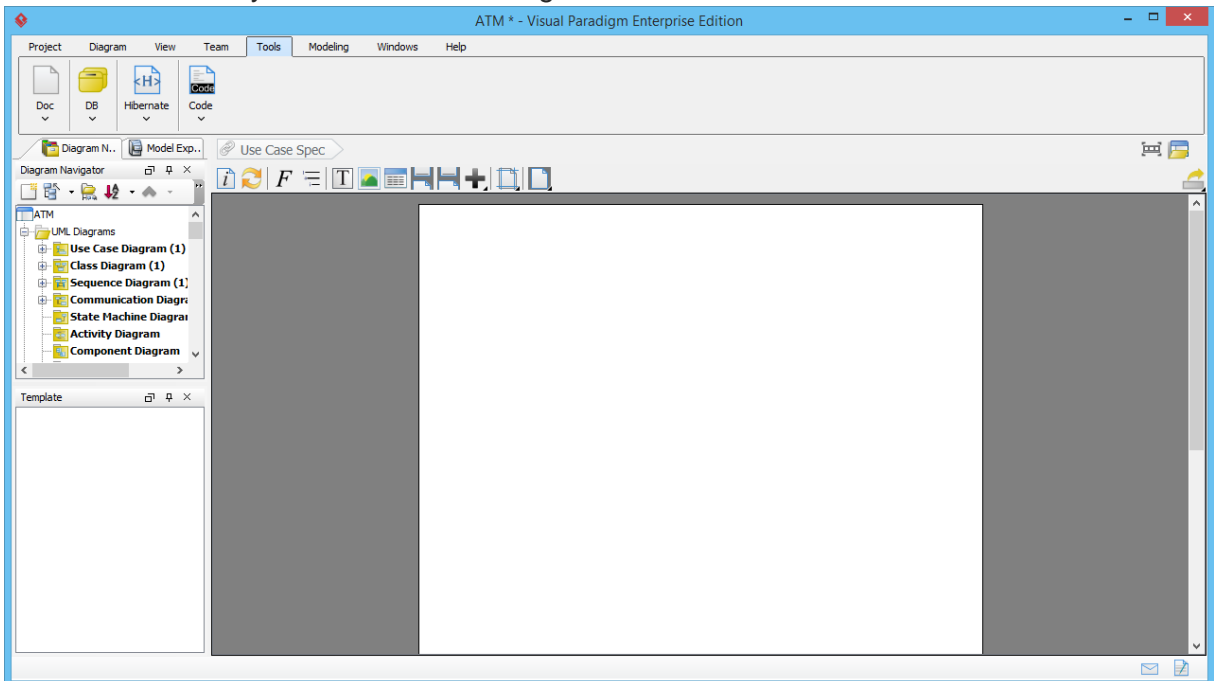 ATM * - Visual Paradigm Enterprise Edition
Project Diagram View Team Tools Modeling Windows Help
<H>
Code
Doc DB Hibernate Code
Diagram N.. Model Exp.. Use Case Spec
Diagram Navigator
i F T
ATM
UML Diagrams
Use Case Diagram (1)
Class Diagram (1)
Sequence Diagram (1)
Communication Diagra
State Machine Diagrar
Activity Diagram
Component Diagram
Template